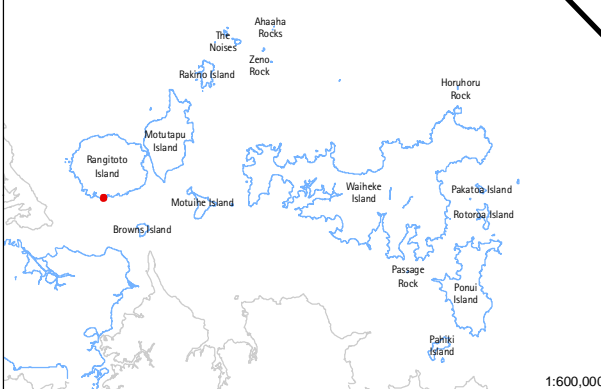 Ahaaha
Rocks
The
Noises
Zeno
Rock
Rakino Island
Horuhoru
Rock
Motutapu
Island
Rangitoto
Island
Waiheke
Island
Pakatoa Island
Motuihe Island
Rotoroa Island
Browns Island
Passage
Rock
Ponui
Island
Pahiki
Island
1:600,000